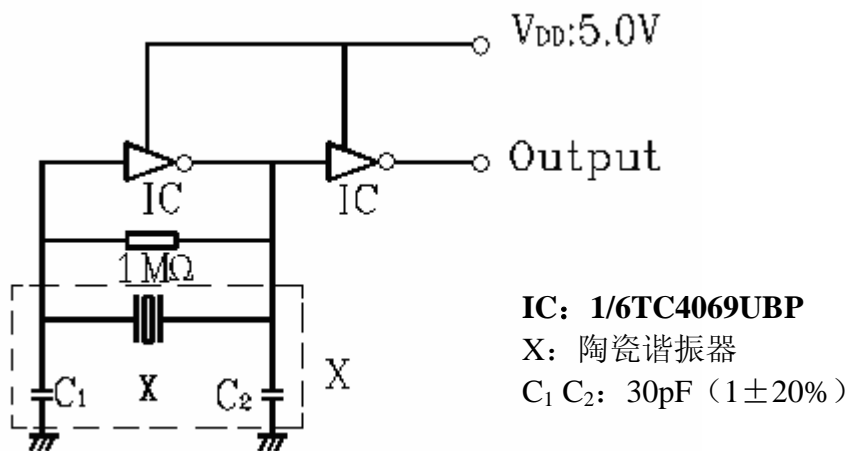 VDD:5.0V
Output
IC
IC
1MΩ
C1
X
C2
X
IC：1/6TC4069UBP
X：陶瓷谐振器
C1 C2：30pF（1±20%）